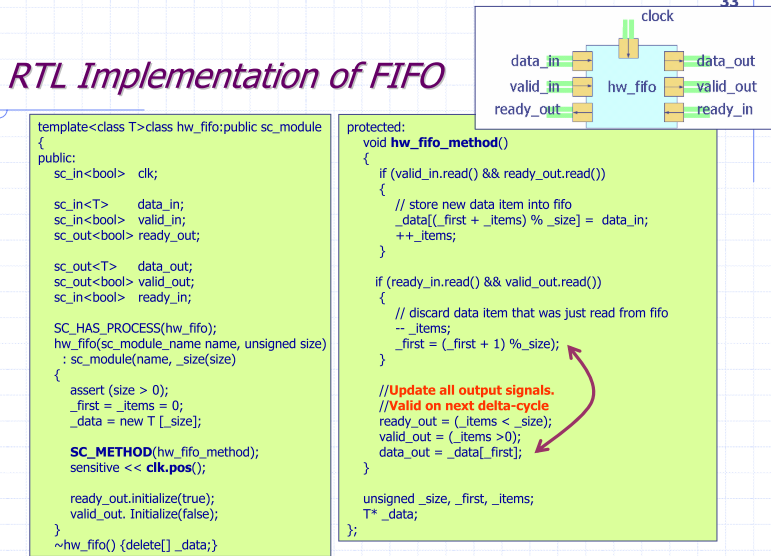 33
RTL Implementation of FIFO
clock
data_in
data_out
valid_in
hw_fifo
valid_out
ready_out
ready_in
template<class T>class hw_fifo:public sc_module
{
public:
sc_in<bool> clk;
sc_in<T> data_in;
sc_in<bool> valid_in;
sc_out<bool> ready_out;
sc_out<T> data_out;
sc_out<bool> valid_out;
sc_in<bool> ready_in;
SC_HAS_PROCESS(hw_fifo);
hw_fifo(sc_module_name name, unsigned size)
: sc_module(name, _size(size)
{
assert (size > 0);
_first = _items = 0;
_data = new T [_size];
SC_METHOD(hw_fifo_method);
sensitive << clk.pos();
ready_out.initialize(true);
valid_out. Initialize(false);
}
~hw_fifo() {delete[] _data;}
protected:
void hw_fifo_method()
{
if (valid_in.read() && ready_out.read())
{
// store new data item into fifo
_data[(_first + _items) % _size] = data_in;
++_items;
}
if (ready_in.read() && valid_out.read())
{
// discard data item that was just read from fifo
-- _items;
_first = (_first + 1) %_size);
}
//Update all output signals.
//Valid on next delta-cycle
ready_out = (_items < _size);
valid_out = (_items >0);
data_out = _data[_first];
}
unsigned _size, _first, _items;
T* _data;
};